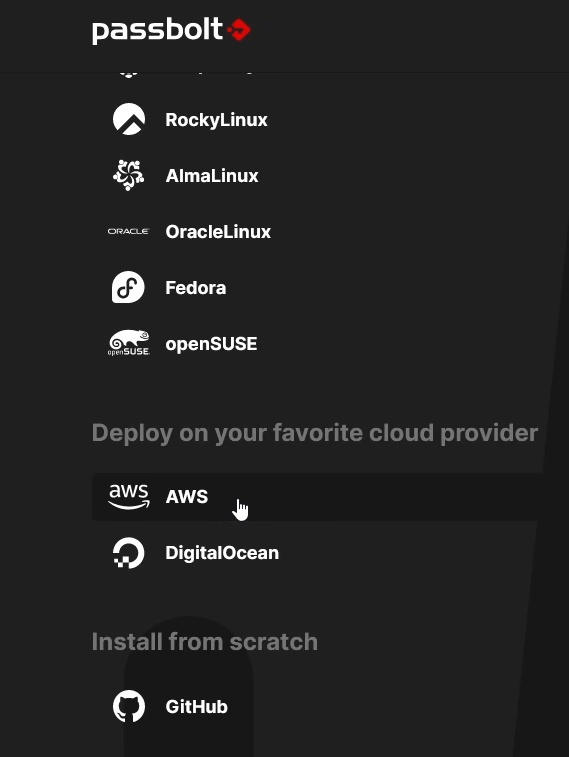 passbolt
RockyLinux
AlmaLinux
ORACLE
OracleLinux
Fedora
openSUSE
openSUSE
Deploy on your favorite cloud provider
aws
AWS
DigitalOcean
Install from scratch
GitHub